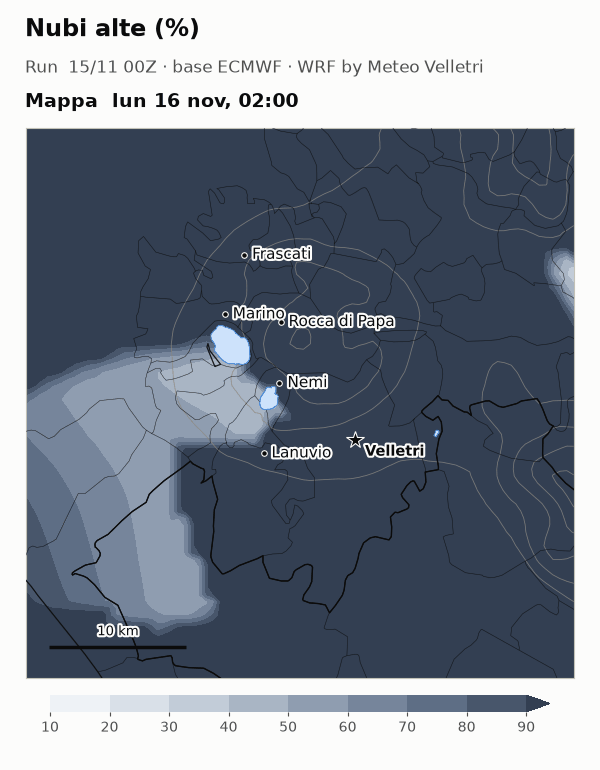 Nubi alte (%)
Run  15/11 00Z · base ECMWF · WRF by Meteo Velletri
Mappa  lun 16 nov, 02:00
Frascati
Marino
Rocca di Papa
Nemi
Velletri
Lanuvio
10 km
10 20 30 40 50 60 70 80 90